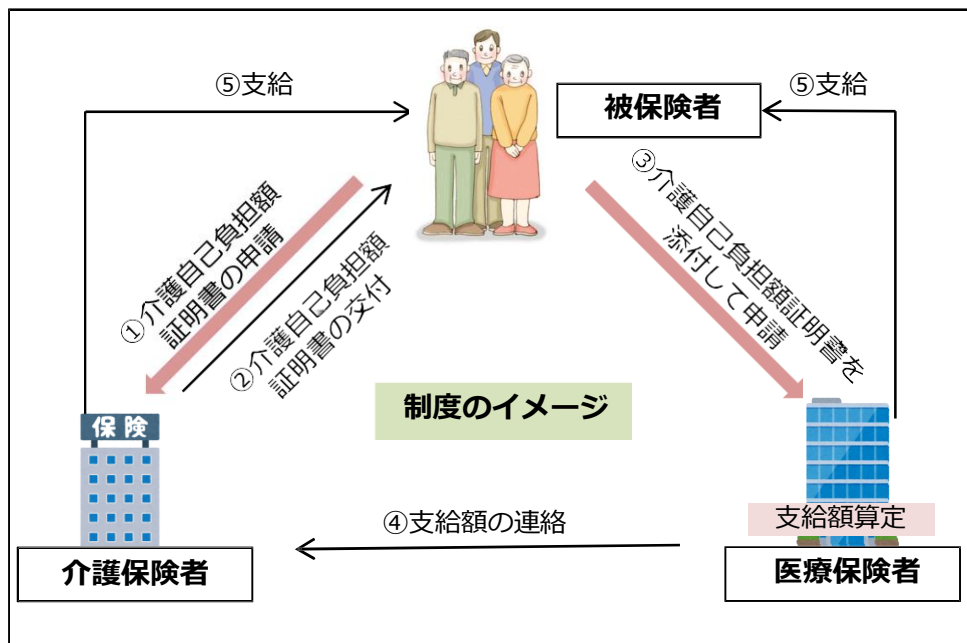 ⑤支給
⑤支給
被保険者
①介護自己負担額
証明書の申請
②介護自己負担額
証明書の交付
③介護自己負担額証明書を
添付して申請
制度のイメージ
保険
支給額算定
④支給額の連絡
介護保険者
医療保険者